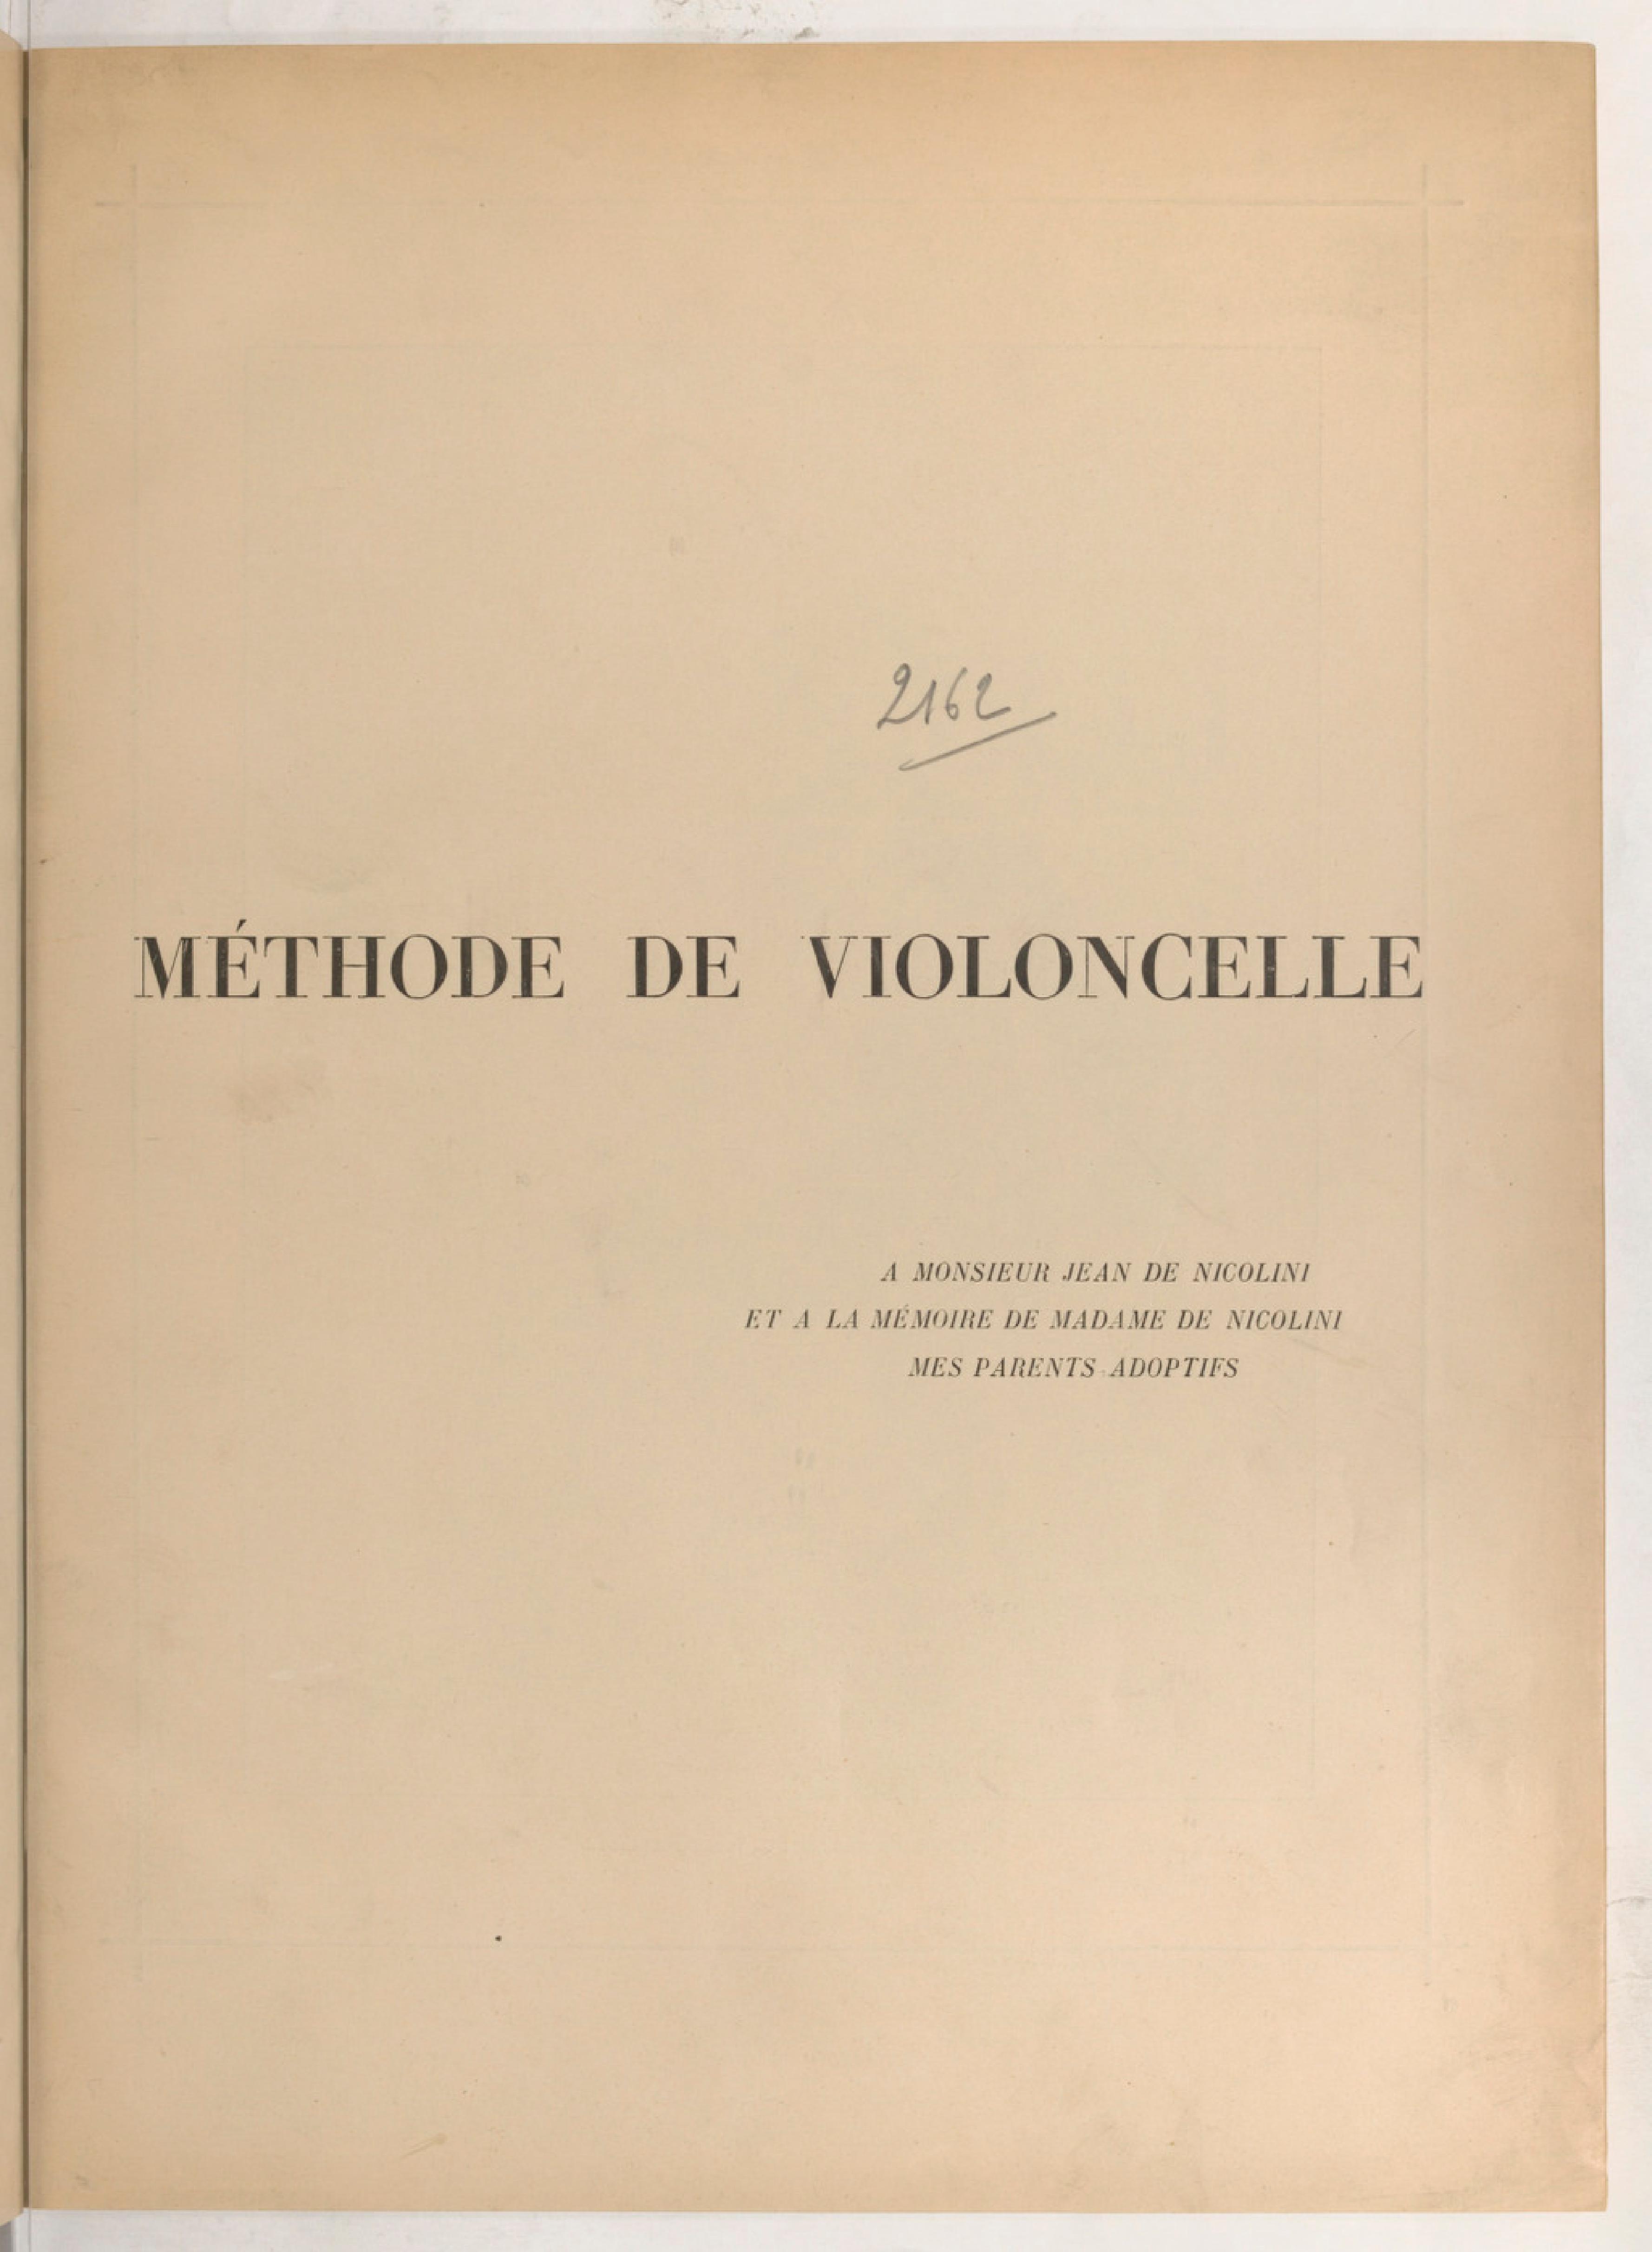 2162
MÉTHODE DE VIOLONCELLE
A MONSIEUR JEAN DE NICOLINI
ET A LA MÉMOIRE DE MADAME DE NICOLINI
MES PARENTS ADOPTIFS